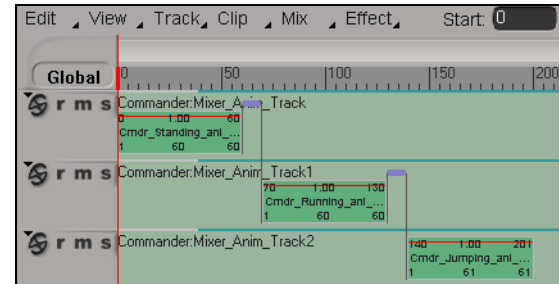 Edit View Track Clip Mix Effect Start: 0
Global 0 50 100 150 200
r m s Commander:Mixer_Anim_Track
0 1.00 60
Cmdr_Standing_ani_...
1 60 60
r m s Commander:Mixer_Anim_Track1
70 1.00 130
Cmdr_Running_ani_...
1 60 60
r m s Commander:Mixer_Anim_Track2
140 1.00 201
Cmdr_Jumping_ani_...
1 61 61